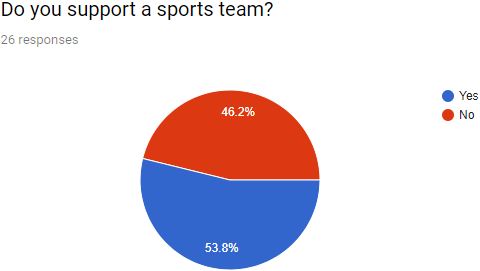 Do you support a sports team?
26 responses
46.2%
53.8%
Yes
No